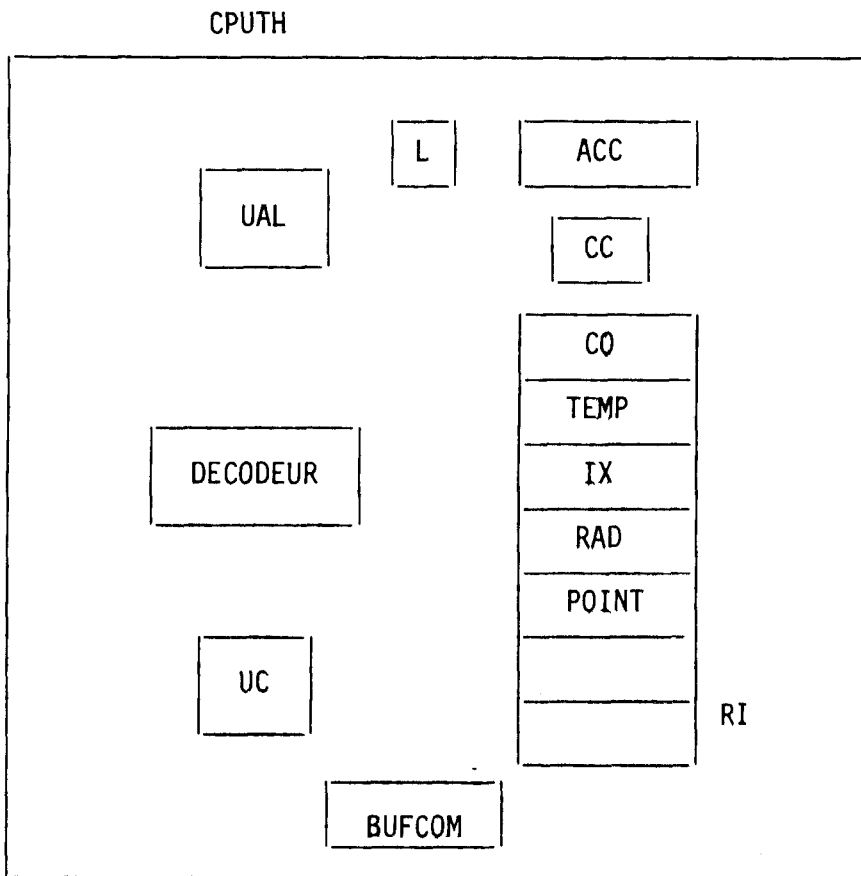 CPUTH
L
ACC
UAL
CC
CO
TEMP
DECODEUR
IX
RAD
POINT
UC
RI
BUFCOM